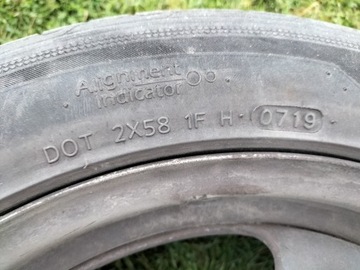 Alignment
Indicator
DOT 2X58 1F H 0719